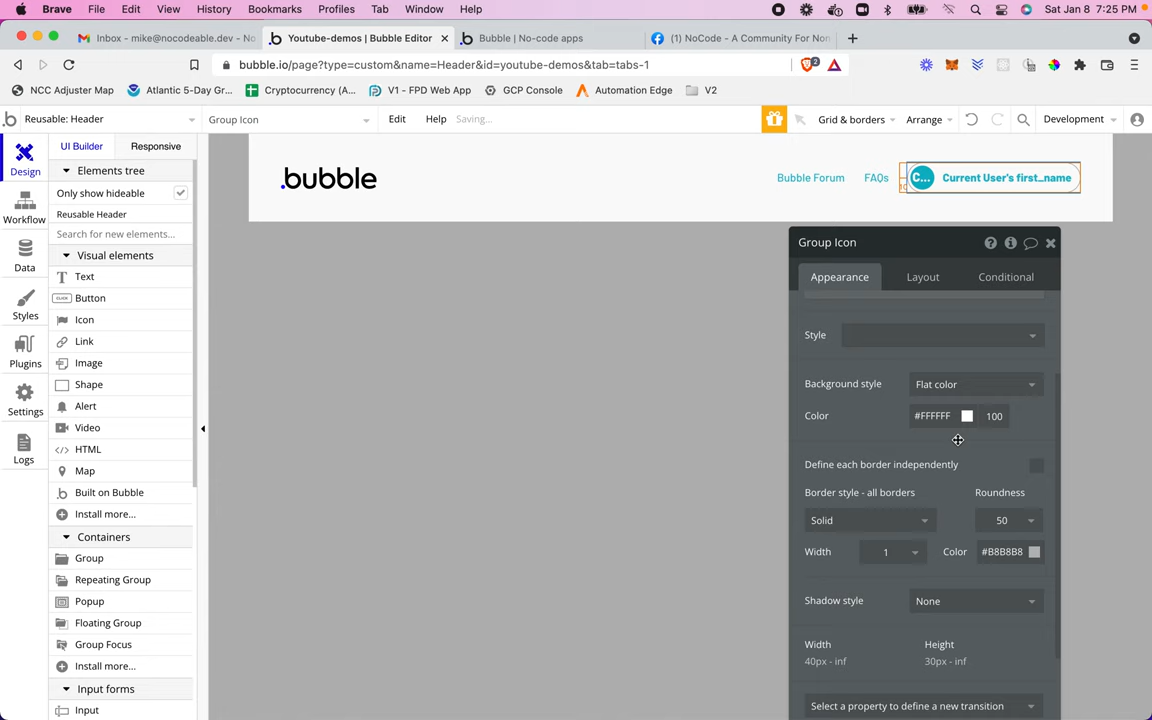 Brave File Edit View History Bookmarks Profiles Tab Window Help Sat Jan 8 7:25 PM
Inbox - mike@nocodeable.dev - No
Youtube-demos | Bubble Editor
Bubble | No-code apps
(1) NoCode - A Community For Non
bubble.io/page?type=custom&name=Header&id=youtube-demos&tab=tabs-1
2
NCC Adjuster Map Atlantic 5-Day Gr... Cryptocurrency (A... V1 - FPD Web App GCP Console Automation Edge V2
Reusable: Header Group Icon Edit Help Saving... Grid & borders Arrange Development
Design
Workflow
Data
Styles
Plugins
Settings
Logs
UI Builder Responsive
Elements tree
Only show hideable
Reusable Header
Search for new elements...
Visual elements
Text
CLICK Button
Icon
Link
Image
Shape
Alert
Video
</> HTML
Map
Built on Bubble
Install more...
Containers
Group
Repeating Group
Popup
Floating Group
Group Focus
Install more...
Input forms
Input
.bubble
Bubble Forum FAQs C... Current User's first_name
Group Icon
Appearance Layout Conditional
Style
Background style Flat color
Color #FFFFFF 100
Define each border independently
Border style - all borders Roundness
Solid 50
Width 1 Color #B8B8B8
Shadow style None
Width Height
40px - inf 30px - inf
Select a property to define a new transition